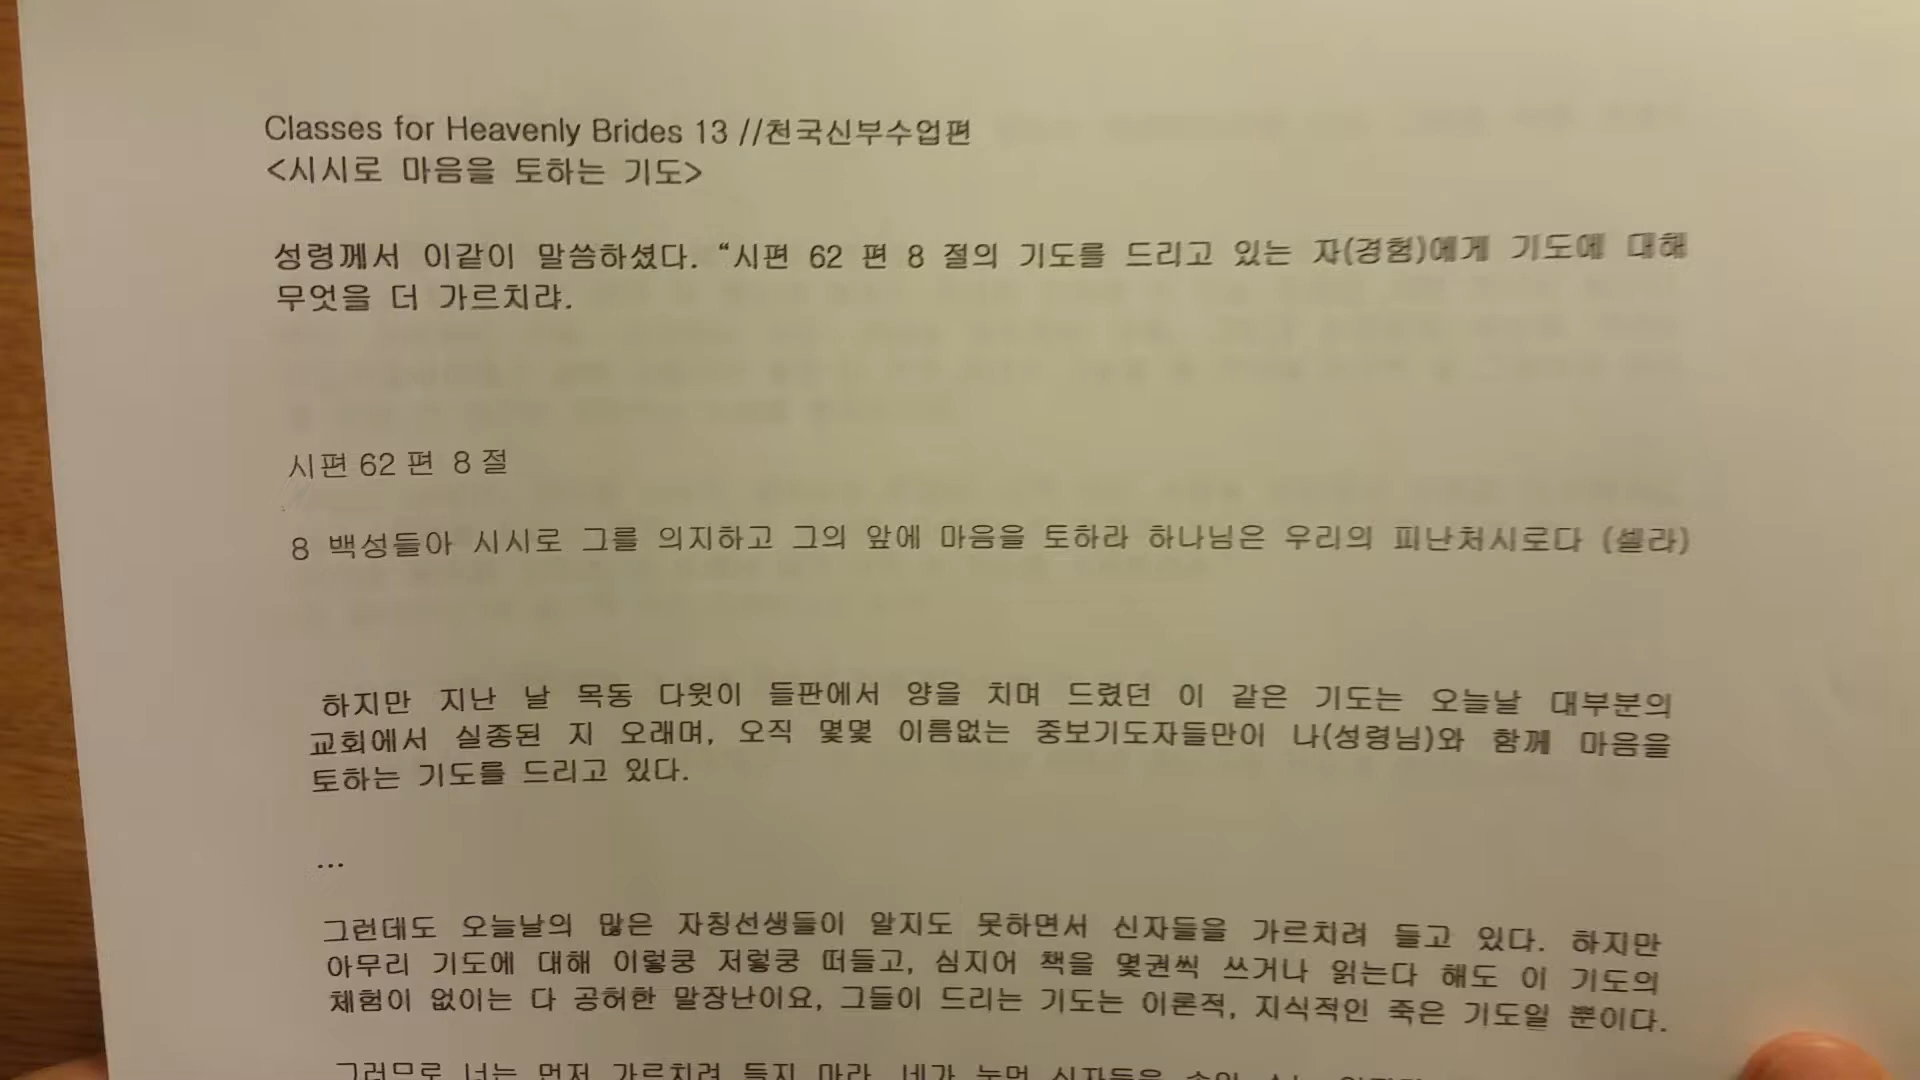 Classes for Heavenly Brides 13 //천국신부수업편
<시시로 마음을 토하는 기도>
성령께서 이같이 말씀하셨다. “시편 62 편 8 절의 기도를 드리고 있는 자(경험)에게 기도에 대해
무엇을 더 가르치랴.
시편 62 편 8 절
8 백성들아 시시로 그를 의지하고 그의 앞에 마음을 토하라 하나님은 우리의 피난처시로다 (셀라)
하지만 지난 날 목동 다윗이 들판에서 양을 치며 드렸던 이 같은 기도는 오늘날 대부분의
교회에서 실종된 지 오래며, 오직 몇몇 이름없는 중보기도자들만이 나(성령님)와 함께 마음을
토하는 기도를 드리고 있다.
...
그런데도 오늘날의 많은 자칭선생들이 알지도 못하면서 신자들을 가르치려 들고 있다. 하지만
아무리 기도에 대해 이렇쿵 저렇쿵 떠들고, 심지어 책을 몇권씩 쓰거나 읽는다 해도 이 기도의
체험이 없이는 다 공허한 말장난이요, 그들이 드리는 기도는 이론적, 지식적인 죽은 기도일 뿐이다.
그러므로 너는 먼저 가르치려 들지 마라. 네가 눈먼 신자들을